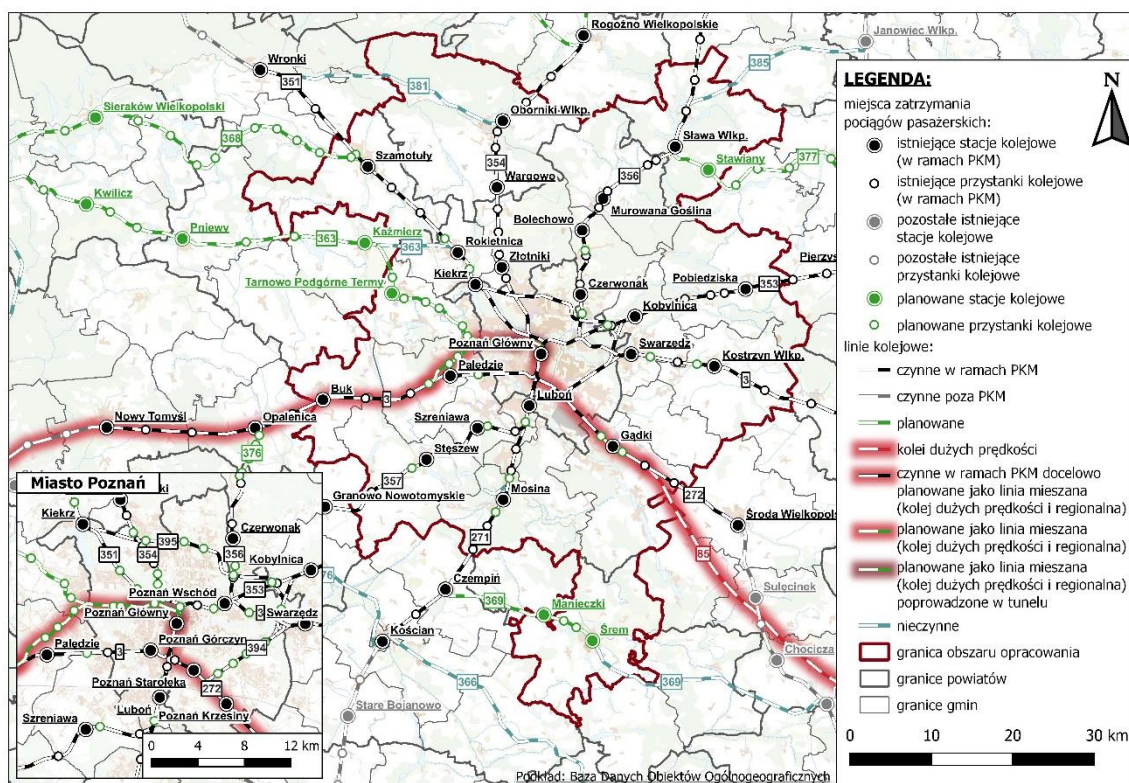 Rogoźno Wielkopolskie
Janowiec Wlkp.
Wronki
351
381
385
Sieraków Wielkopolski
368
Oborniki Wlkp.
Sława Wlkp.
Szamotuły
354
356
Stawiany
377
Wargowo
Kwilicz
Murowana Goślina
Bolechowo
Pniewy
363
Kaźmierz
363
Rokietnica
Złotniki
Kiekrz
Pobiedziska
353
Tarnowo Podgórne Termy
Czerwonak
Kobylnica
Poznań Główny
Swarzędz
Kostrzyn Wlkp.
Palędzie
3
Buk
3
Luboń
Nowy Tomyśl
Opalenica
Szreniawa
376
Gądki
Stęszew
357
272
Granowo Nowotomyskie
Mosina
271
85
Czempiń
369
Manieczki
Sulęcinek
Śrem
Kościan
Chocicza
366
369
Stare Bojanowo
Miasto Poznań
Kiekrz
Czerwonak
351
354
395
356
Kobylnica
353
Poznań Wschód
3
Poznań Główny
Swarzędz
Palędzie
3
Poznań Górczyn
394
Poznań Starołęka
272
Luboń
Szreniawa
Poznań Krzesiny
0 4 8 12 km
Podkład: Baza Danych Obiektów Ogólnogeograficznych
LEGENDA:
N
miejsca zatrzymania
pociągów pasażerskich:
istniejące stacje kolejowe
(w ramach PKM)
istniejące przystanki kolejowe
(w ramach PKM)
pozostałe istniejące
stacje kolejowe
pozostałe istniejące
przystanki kolejowe
planowane stacje kolejowe
planowane przystanki kolejowe
linie kolejowe:
czynne w ramach PKM
czynne poza PKM
planowane
kolei dużych prędkości
czynne w ramach PKM docelowo
planowane jako linia mieszana
(kolej dużych prędkości i regionalna)
planowane jako linia mieszana
(kolej dużych prędkości i regionalna)
planowane jako linia mieszana
(kolej dużych prędkości i regionalna)
poprowadzone w tunelu
nieczynne
granica obszaru opracowania
granice powiatów
granice gmin
0 10 20 30 km